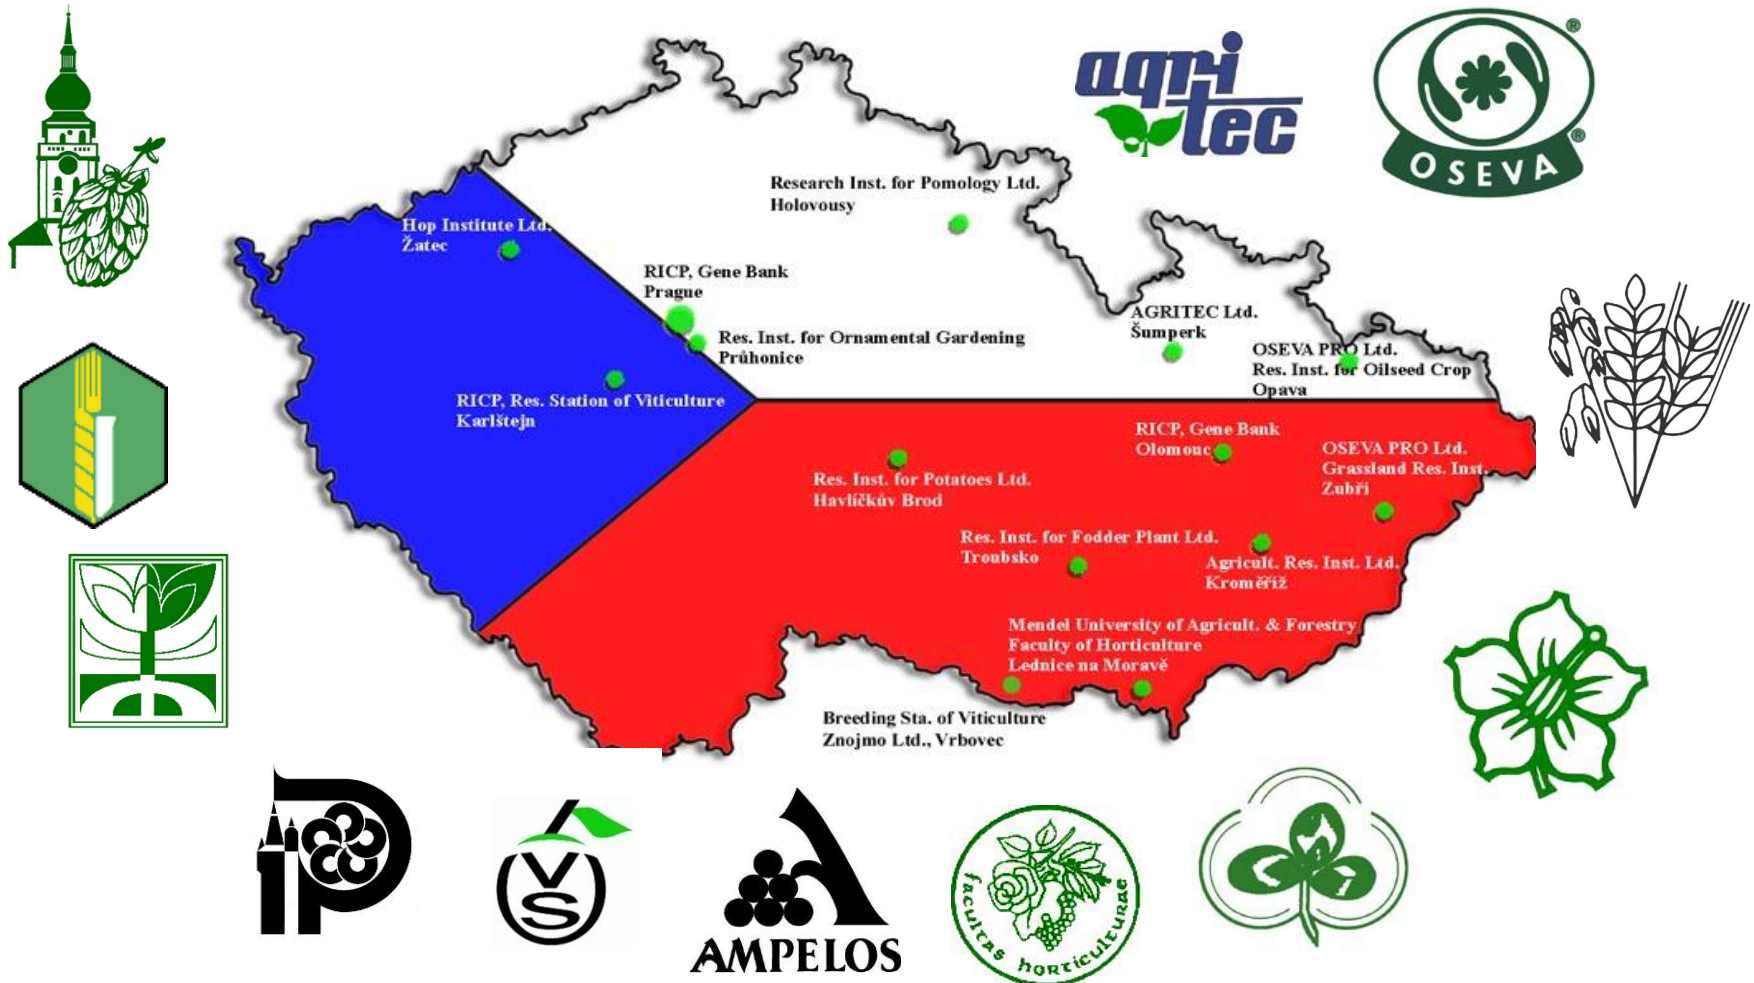 agri
tec
®
®
OSEVA
Research Inst. for Pomology Ltd.
Holovousy
Hop Institute Ltd.
Žatec
RICP, Gene Bank
Prague
Res. Inst. for Ornamental Gardening
Průhonice
AGRITEC Ltd.
Šumperk
OSEVA PRO Ltd.
Res. Inst. for Oilseed Crop
Opava
RICP, Res. Station of Viticulture
Karlštejn
RICP, Gene Bank
Olomouc
OSEVA PRO Ltd.
Grassland Res. Inst.
Zubří
Res. Inst. for Potatoes Ltd.
Havlíčkův Brod
Res. Inst. for Fodder Plant Ltd.
Troubsko
Agricult. Res. Inst. Ltd.
Kroměříž
Mendel University of Agricult. & Forestry
Faculty of Horticulture
Lednice na Moravě
Breeding Sta. of Viticulture
Znojmo Ltd., Vrbovec
VS
AMPELOS
facultas horticulturae